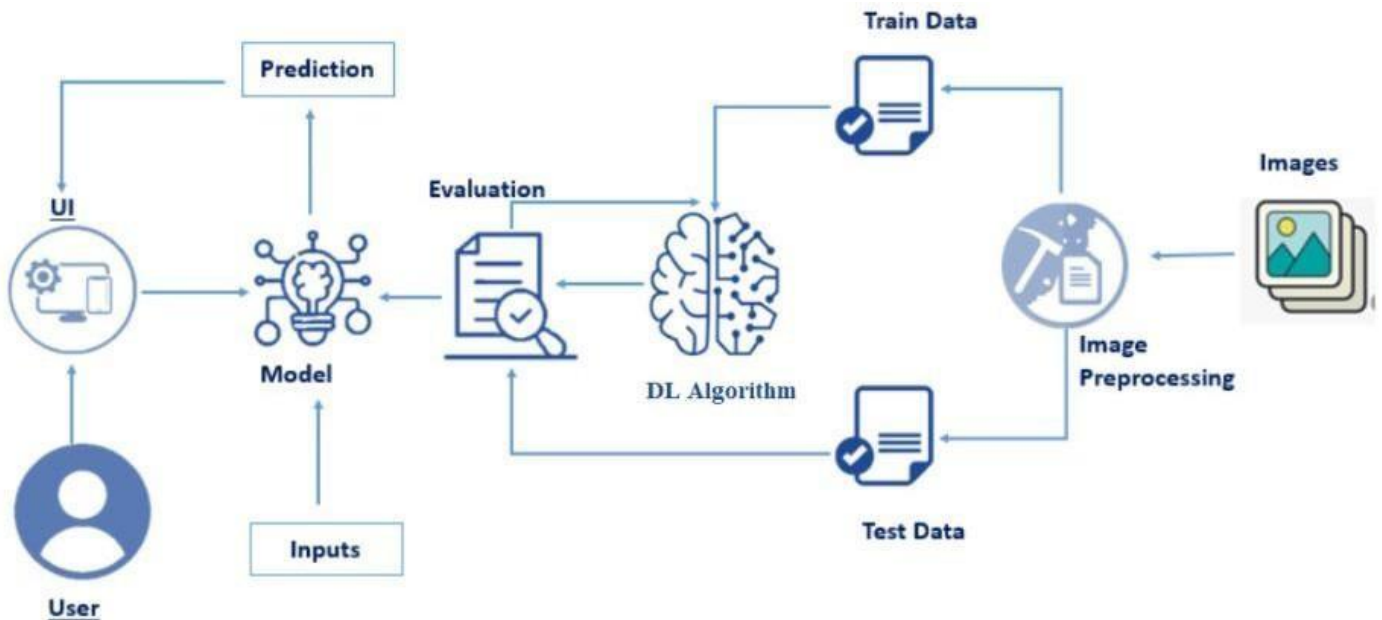 Train Data
Prediction
Images
Evaluation
UI
Image
Preprocessing
Model
DL Algorithm
Test Data
Inputs
User